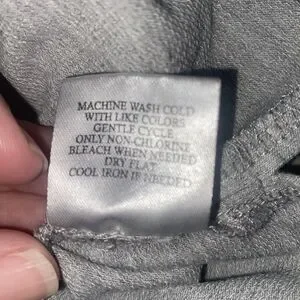 MACHINE WASH COLD
WITH LIKE COLORS
GENTLE CYCLE
ONLY NON-CHLORINE
BLEACH WHEN NEEDED
DRY FLAT
COOL IRON IF NEEDED